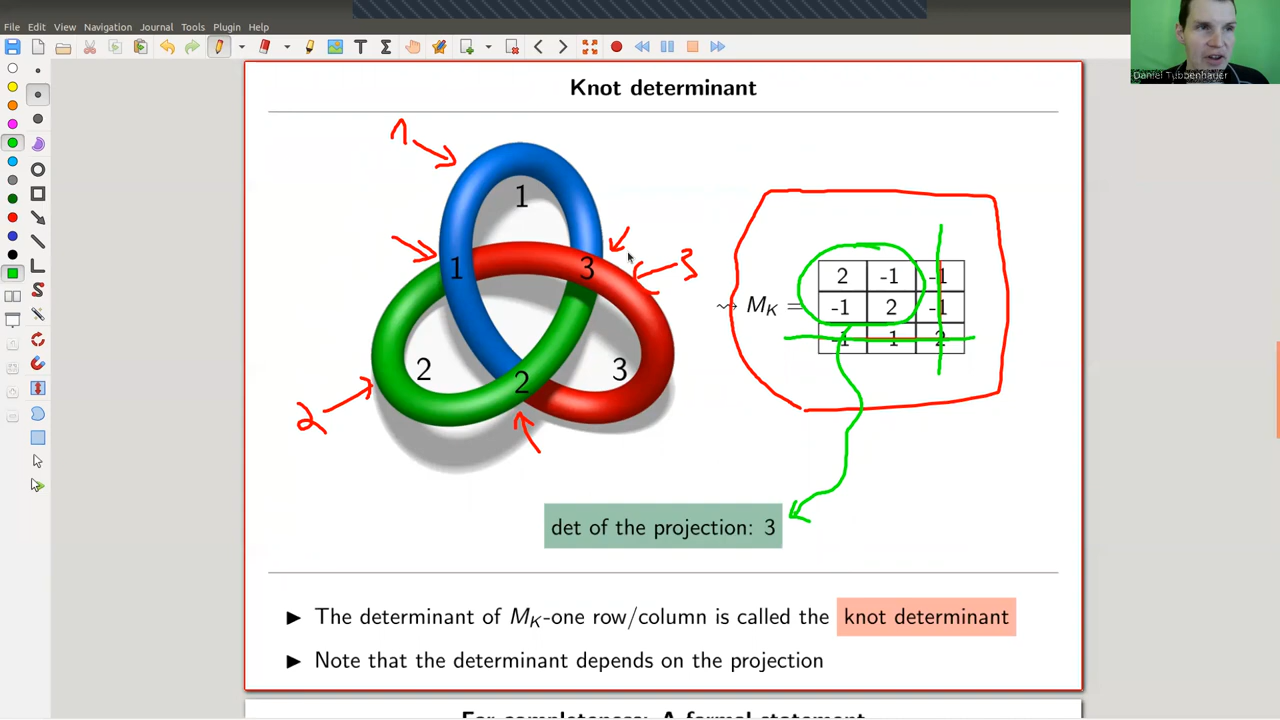 File Edit View Navigation Journal Tools Plugin Help
Daniel Tubbenhauer
Knot determinant
1
1
1 3
3
2 -1 -1
M_K =
-1 2 -1
-1 1 2
2 3
2
2
det of the projection: 3
► The determinant of M_K-one row/column is called the knot determinant
► Note that the determinant depends on the projection
For completeness: A formal statement